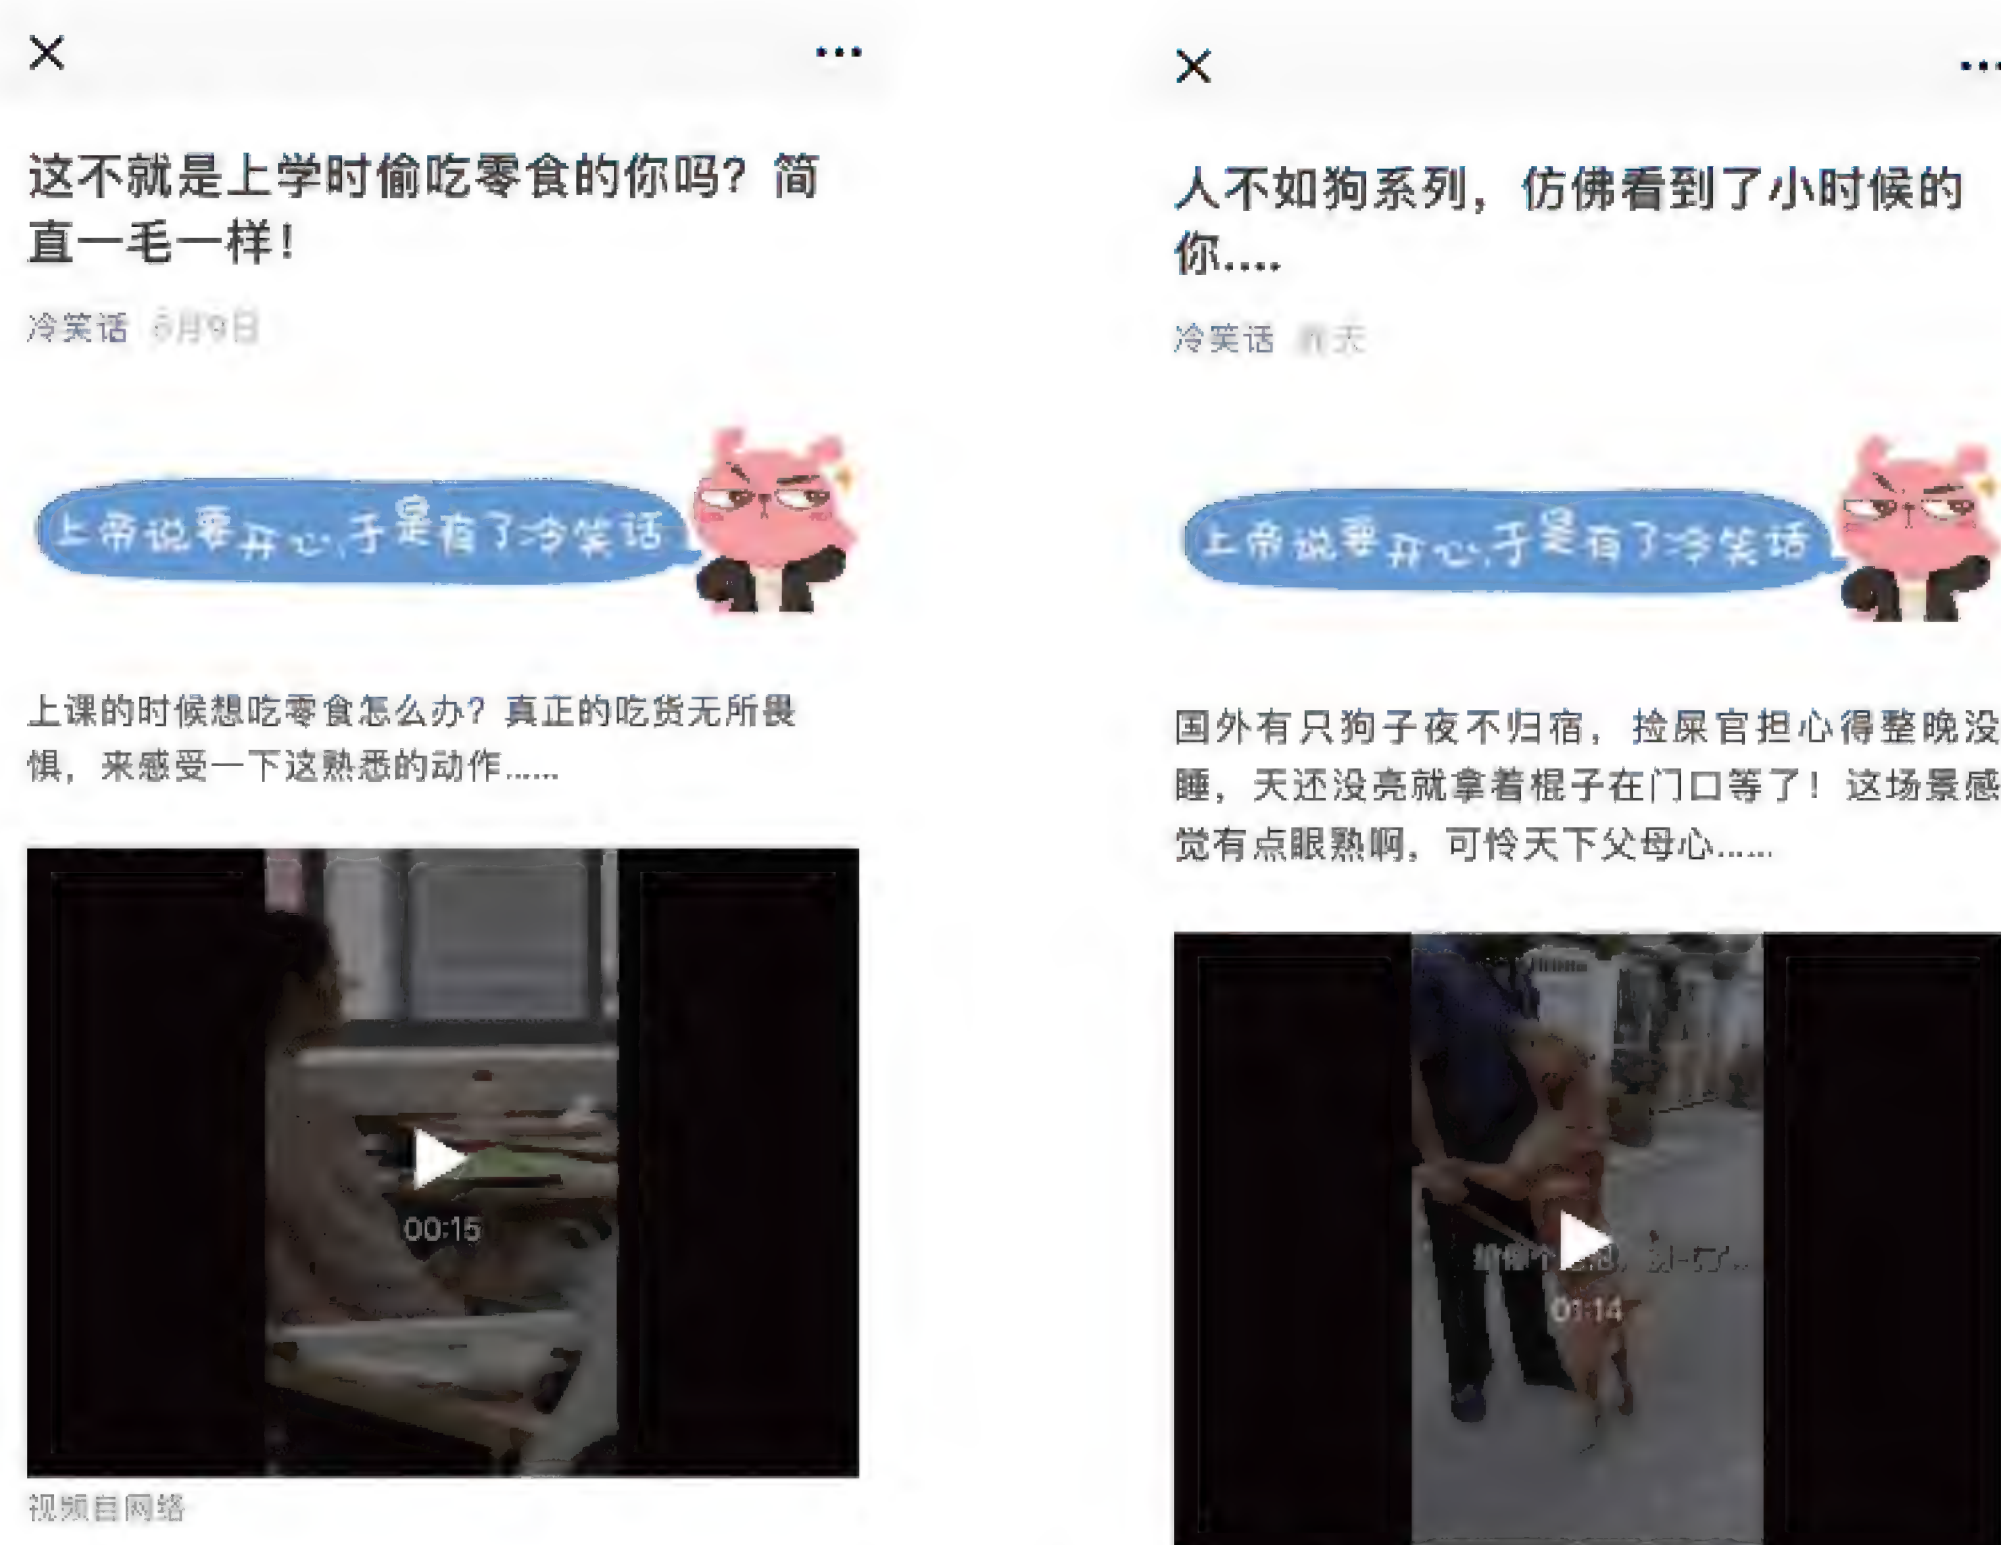 这不就是上学时偷吃零食的你吗？简
直一毛一样！
冷笑话 6月9日
上帝说要开心,于是有了冷笑话
上课的时候想吃零食怎么办？真正的吃货无所畏
惧，来感受一下这熟悉的动作……
00:15
视频自网络
人不如狗系列，仿佛看到了小时候的
你....
冷笑话 昨天
上帝说要开心,于是有了冷笑话
国外有只狗子夜不归宿，捡屎官担心得整晚没
睡，天还没亮就拿着棍子在门口等了！这场景感
觉有点眼熟啊，可怜天下父母心……
01:14